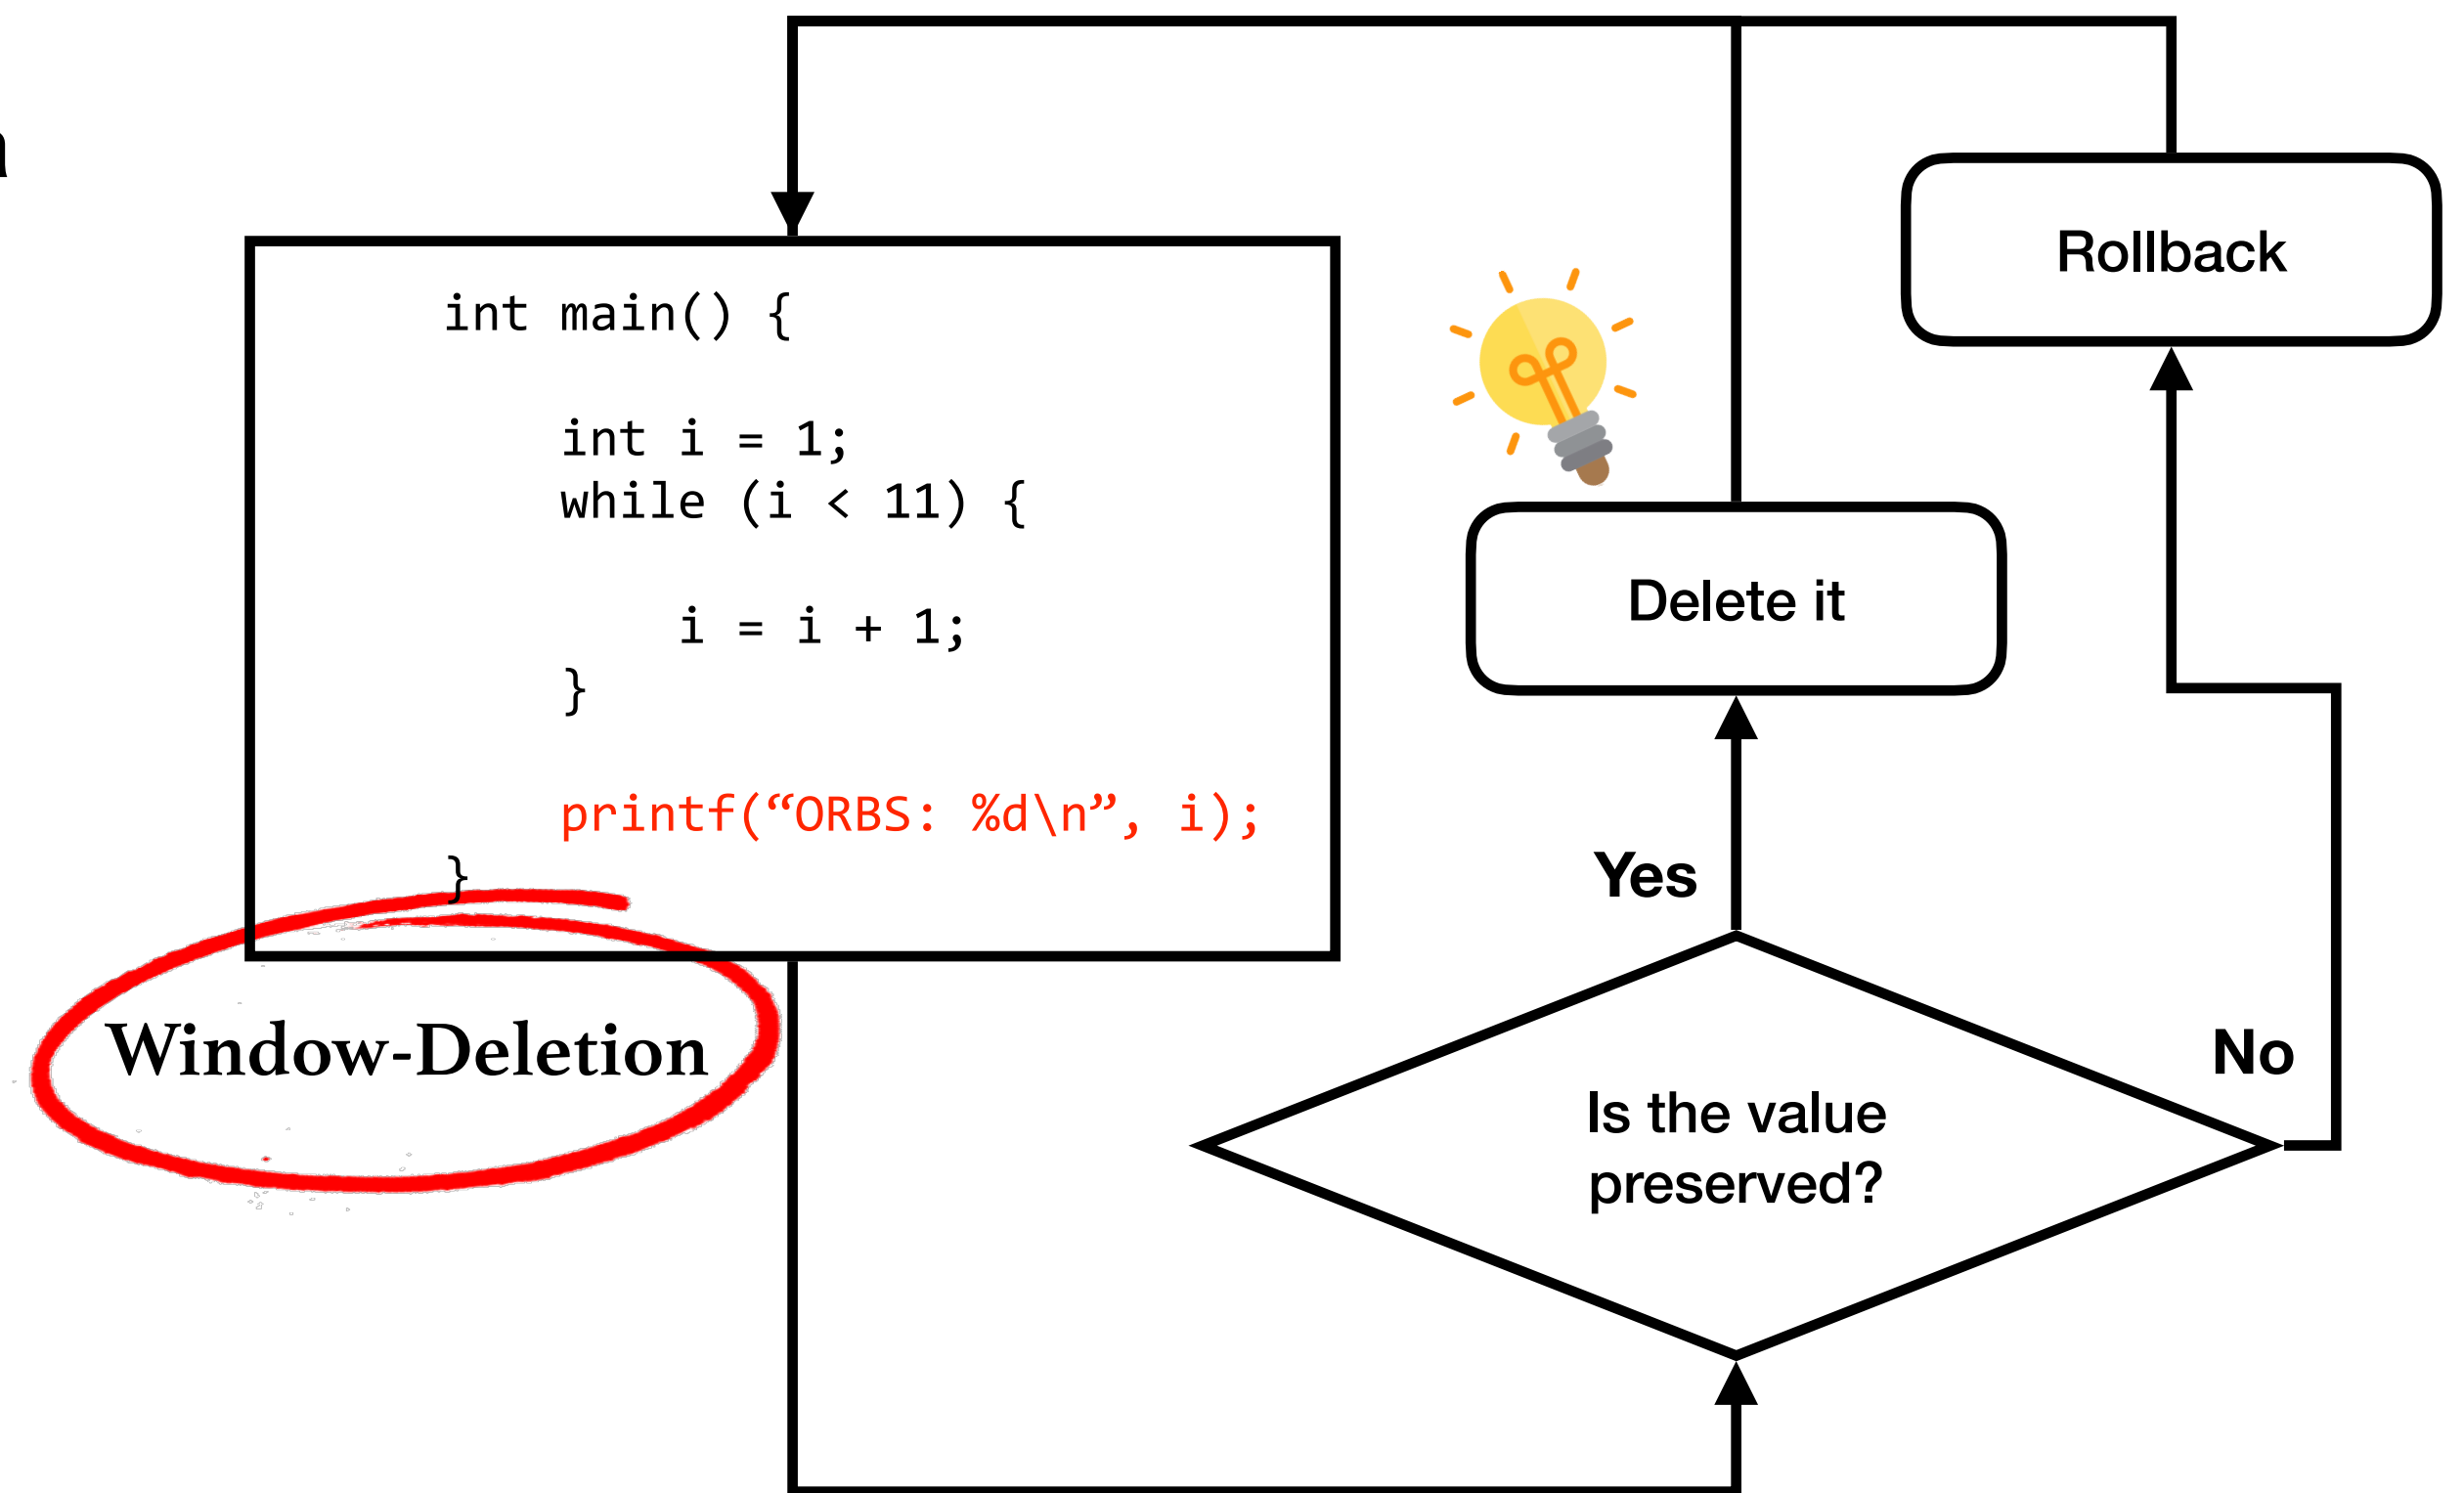 int main() {
int i = 1;
while (i < 11) {
i = i + 1;
}
printf(“ORBS: %d\n”, i);
}
Window-Deletion
Rollback
Delete it
Yes
No
Is the value
preserved?